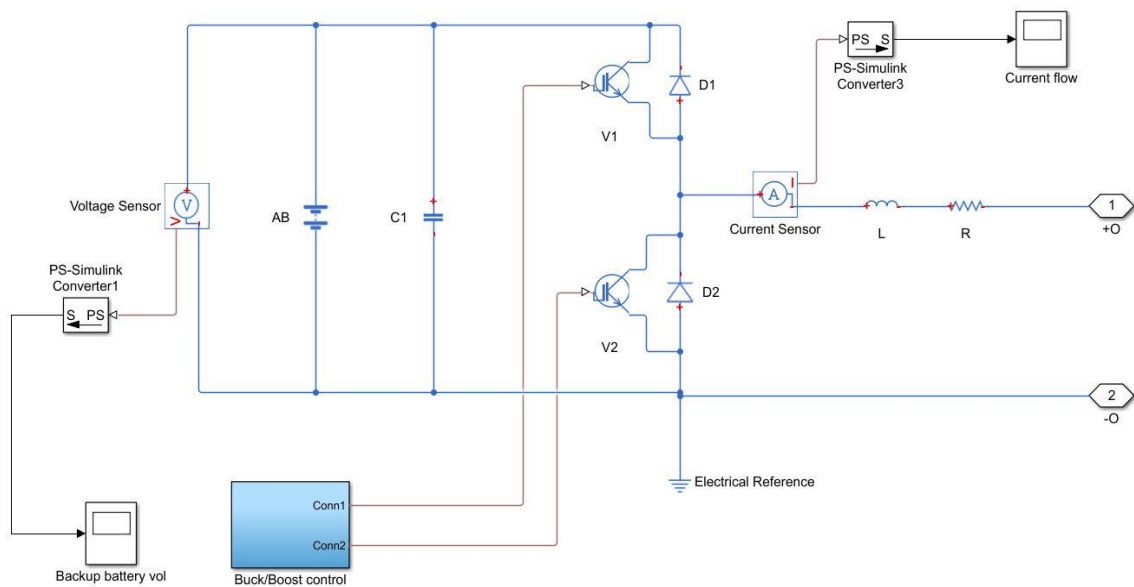 PS S
PS-Simulink
Converter3
Current flow
D1
V1
V
Voltage Sensor
AB
C1
A
I
Current Sensor
L
R
1
+O
PS-Simulink
Converter1
S PS
D2
V2
2
-O
Electrical Reference
Conn1
Conn2
Buck/Boost control
Backup battery vol
V